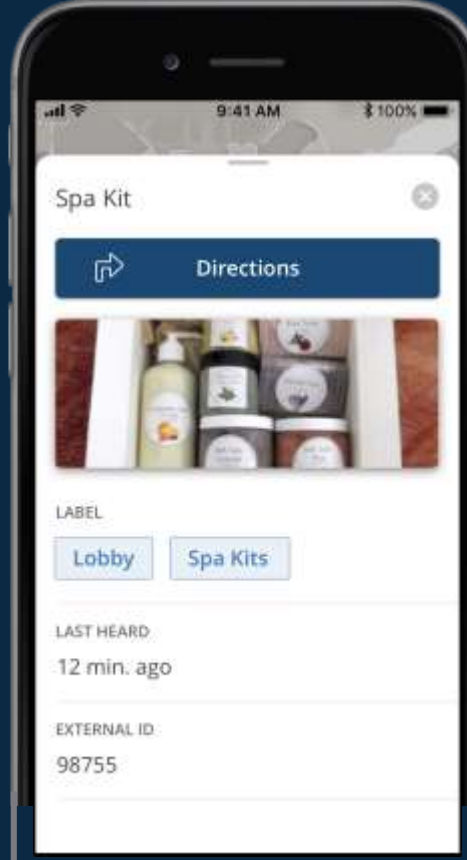 9:41 AM
100%
Spa Kit
Directions
LABEL
Lobby
Spa Kits
LAST HEARD
12 min. ago
EXTERNAL ID
98755